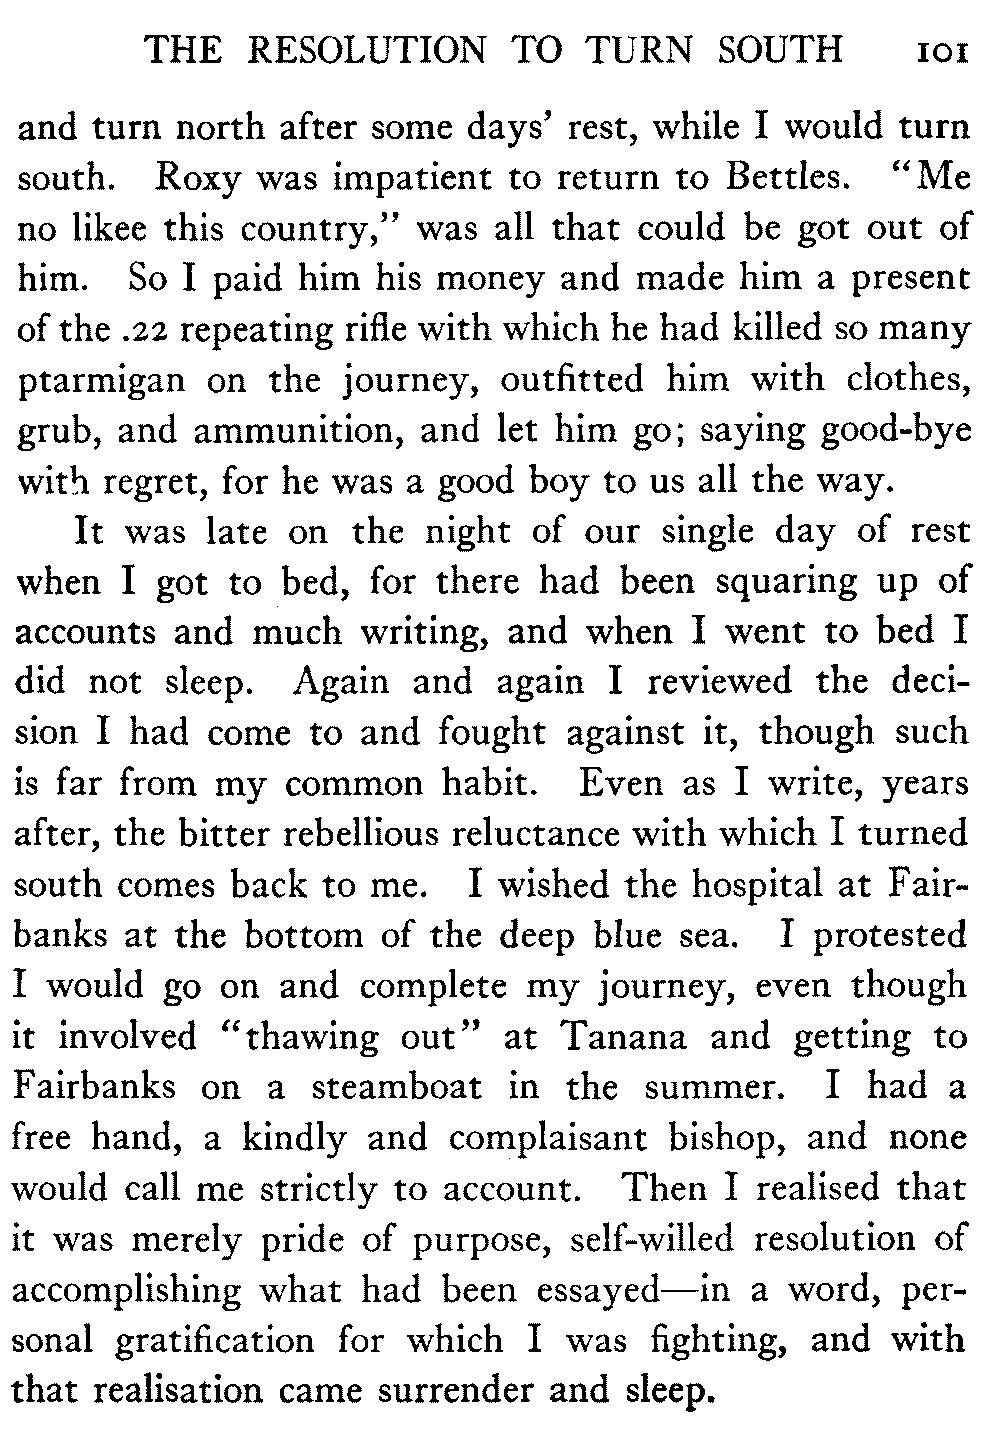 THE RESOLUTION TO TURN SOUTH 101
and turn north after some days' rest, while I would turn
south. Roxy was impatient to return to Bettles. "Me
no likee this country," was all that could be got out of
him. So I paid him his money and made him a present
of the .22 repeating rifle with which he had killed so many
ptarmigan on the journey, outfitted him with clothes,
grub, and ammunition, and let him go; saying good-bye
with regret, for he was a good boy to us all the way.
It was late on the night of our single day of rest
when I got to bed, for there had been squaring up of
accounts and much writing, and when I went to bed I
did not sleep. Again and again I reviewed the deci-
sion I had come to and fought against it, though such
is far from my common habit. Even as I write, years
after, the bitter rebellious reluctance with which I turned
south comes back to me. I wished the hospital at Fair-
banks at the bottom of the deep blue sea. I protested
I would go on and complete my journey, even though
it involved "thawing out" at Tanana and getting to
Fairbanks on a steamboat in the summer. I had a
free hand, a kindly and complaisant bishop, and none
would call me strictly to account. Then I realised that
it was merely pride of purpose, self-willed resolution of
accomplishing what had been essayed—in a word, per-
sonal gratification for which I was fighting, and with
that realisation came surrender and sleep.